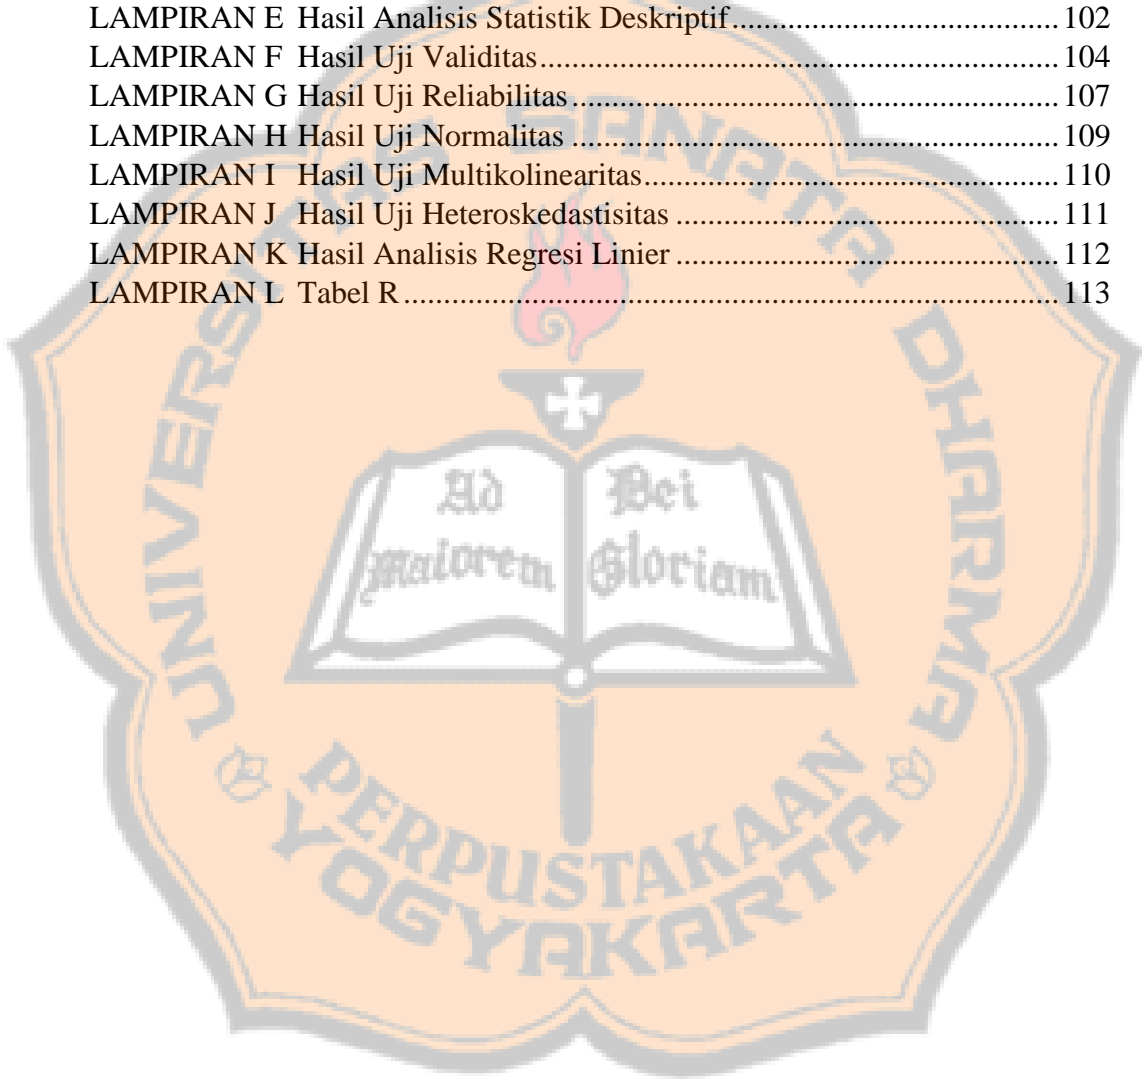 LAMPIRAN E Hasil Analisis Statistik Deskriptif........................................ 102
LAMPIRAN F Hasil Uji Validitas................................................................ 104
LAMPIRAN G Hasil Uji Reliabilitas............................................................ 107
LAMPIRAN H Hasil Uji Normalitas ............................................................ 109
LAMPIRAN I Hasil Uji Multikolinearitas................................................... 110
LAMPIRAN J Hasil Uji Heteroskedastisitas ............................................... 111
LAMPIRAN K Hasil Analisis Regresi Linier ............................................... 112
LAMPIRAN L Tabel R................................................................................. 113
UNIVERSITAS SANATA DHARMA
Ad Dei
maiorem Gloriam
PERPUSTAKAAN
YOGYAKARTA